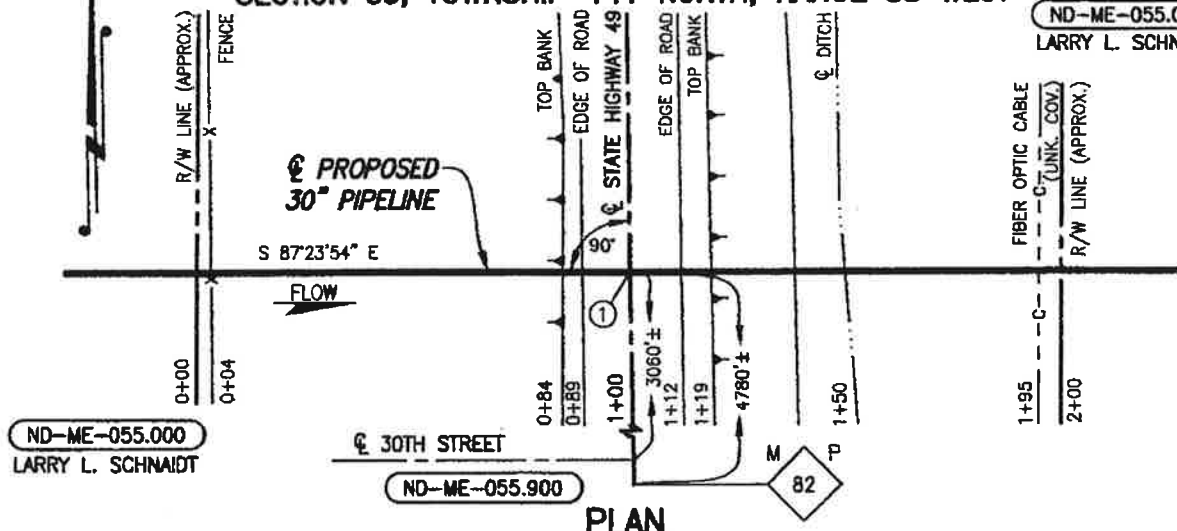 ND-ME-055.0
LARRY L. SCHN
R/W LINE (APPROX.)
FENCE
TOP BANK
EDGE OF ROAD
℄ STATE HIGHWAY 49
EDGE OF ROAD
TOP BANK
℄ DITCH
FIBER OPTIC CABLE
(UNK. COV.)
R/W LINE (APPROX.)
℄ PROPOSED
30" PIPELINE
S 87°23'54" E
90°
FLOW
1
0+00
0+04
0+84
0+89
1+00
3060'±
1+12
1+19
4780'±
1+50
1+95
2+00
ND-ME-055.000
LARRY L. SCHNAIDT
℄ 30TH STREET
ND-ME-055.900
M P
82
PLAN